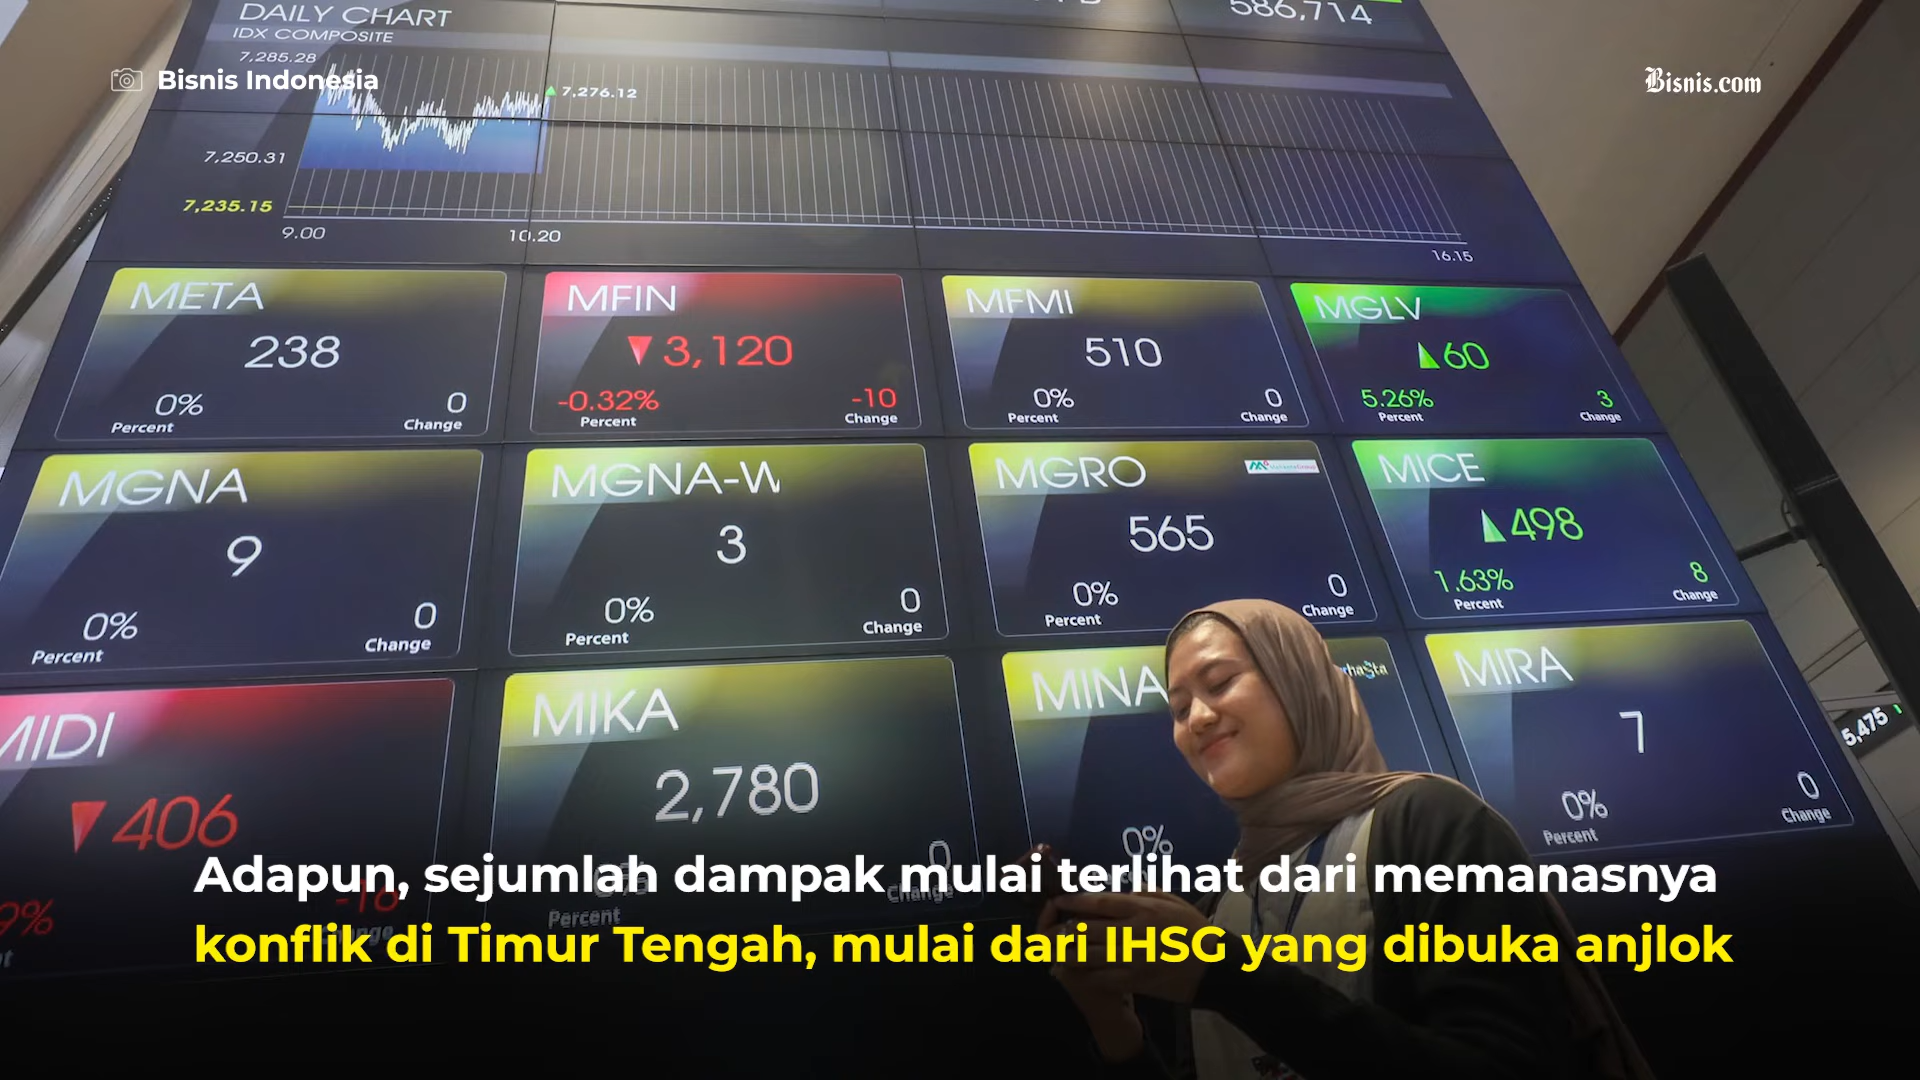 DAILY CHART
586,714
IDX COMPOSITE
7,285.28
Bisnis Indonesia
Bisnis.com
7,276.12
7,250.31
7,235.15
9.00
10.20
16.15
META
238
0%
0
Percent
Change
MFIN
3,120
-0.32%
-10
Percent
Change
MFMI
510
0%
0
Percent
Change
MGLV
60
5.26%
3
Percent
Change
MGNA
9
0%
0
Percent
Change
MGNA-W
3
0%
0
Percent
Change
MGRO
565
0%
0
Percent
Change
MICE
498
1.63%
8
Percent
Change
MIDI
406
-16
MIKA
2,780
0
Percent
Change
MINA
0%
MIRA
7
0%
0
Percent
Change
5,475
Adapun, sejumlah dampak mulai terlihat dari memanasnya
konflik di Timur Tengah, mulai dari IHSG yang dibuka anjlok